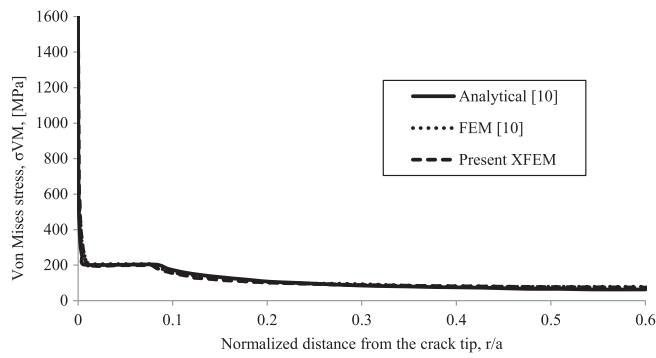 1600
1400
1200
1000
800
600
400
200
0
Von Mises stress, σVM, [MPa]
Analytical [10]
FEM [10]
Present XFEM
0 0.1 0.2 0.3 0.4 0.5 0.6
Normalized distance from the crack tip, r/a